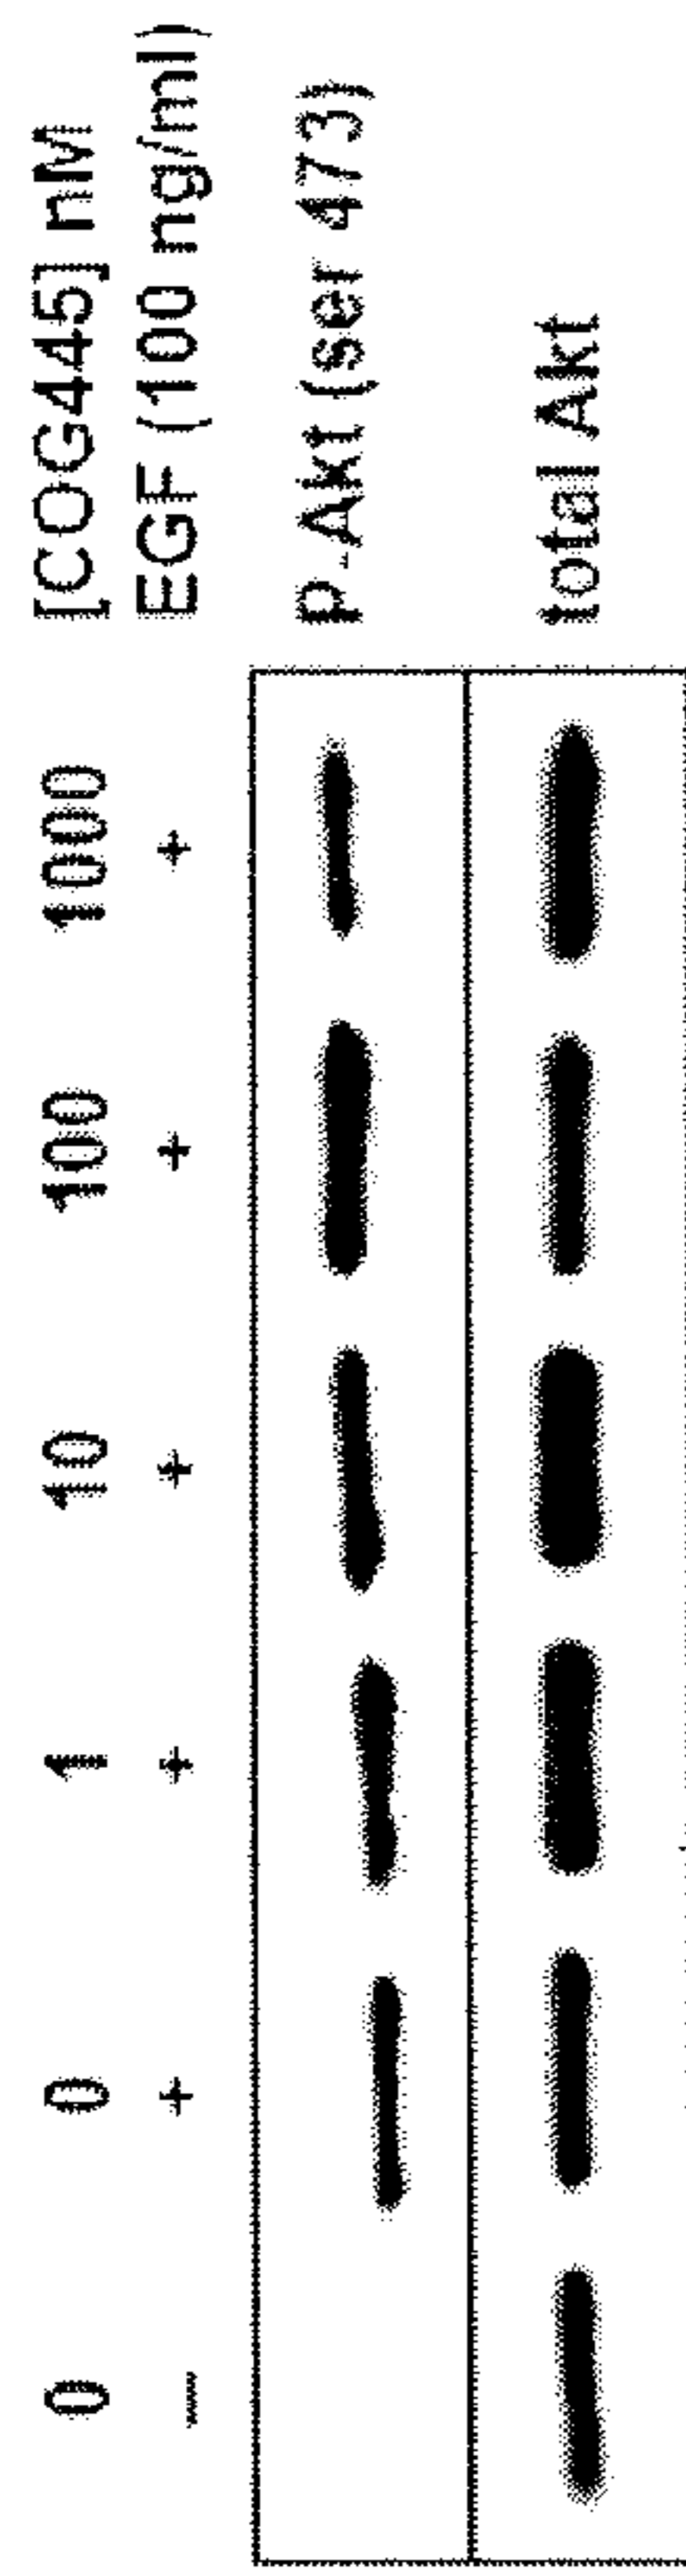 0 0 1 10 100 1000 [COG445] nM
– + + + + + EGF (100 ng/ml)
p-Akt (ser 473)
total Akt